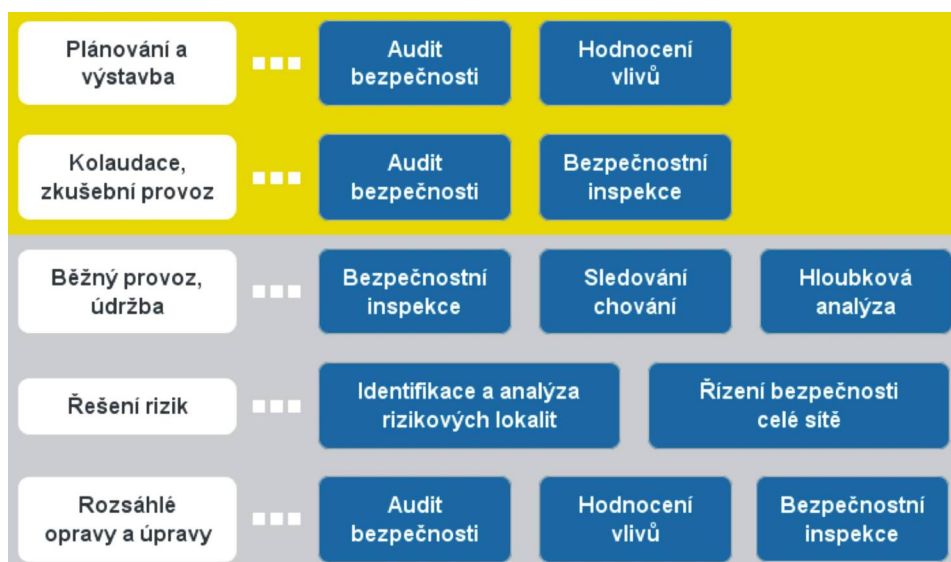 Plánování a
výstavba
Audit
bezpečnosti
Hodnocení
vlivů
Kolaudace,
zkušební provoz
Audit
bezpečnosti
Bezpečnostní
inspekce
Běžný provoz,
údržba
Bezpečnostní
inspekce
Sledování
chování
Hloubková
analýza
Řešení rizik
Identifikace a analýza
rizikových lokalit
Řízení bezpečnosti
celé sítě
Rozsáhlé
opravy a úpravy
Audit
bezpečnosti
Hodnocení
vlivů
Bezpečnostní
inspekce